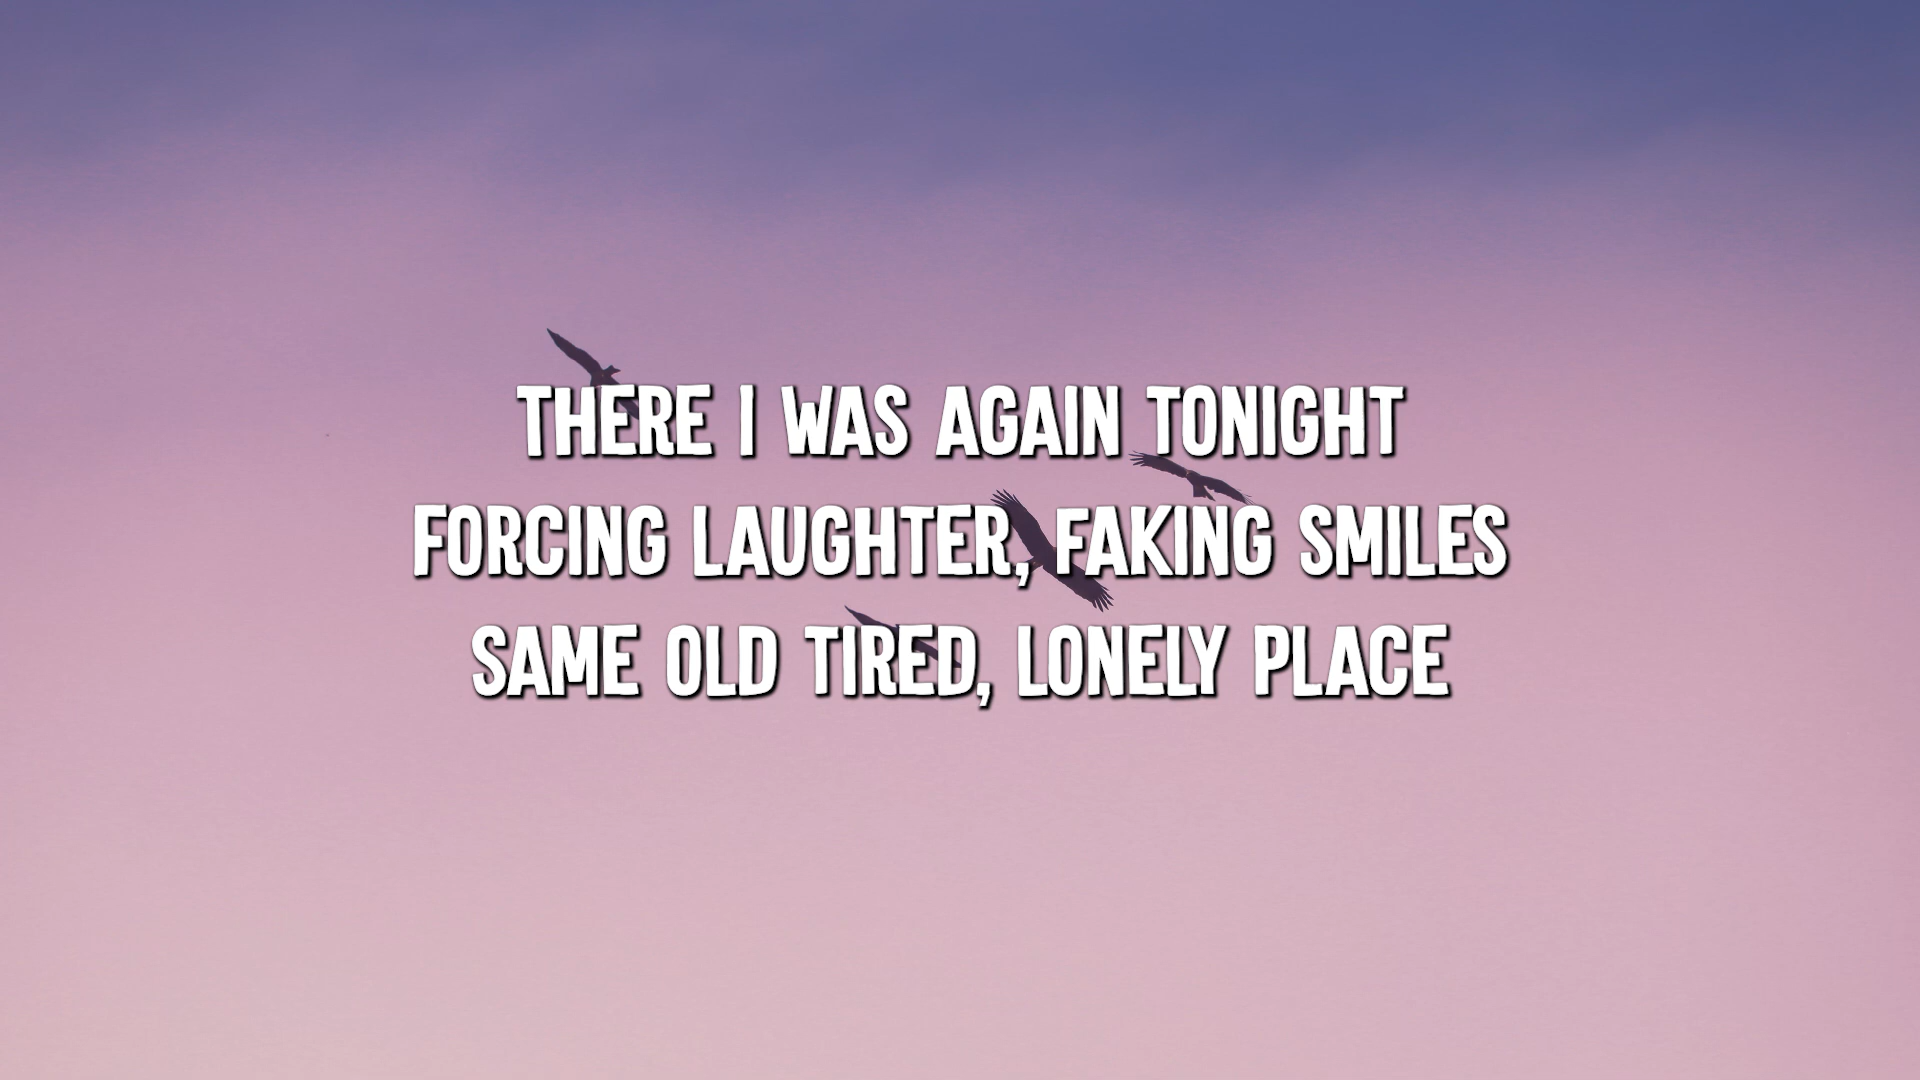 THERE I WAS AGAIN TONIGHT
FORCING LAUGHTER, FAKING SMILES
SAME OLD TIRED, LONELY PLACE